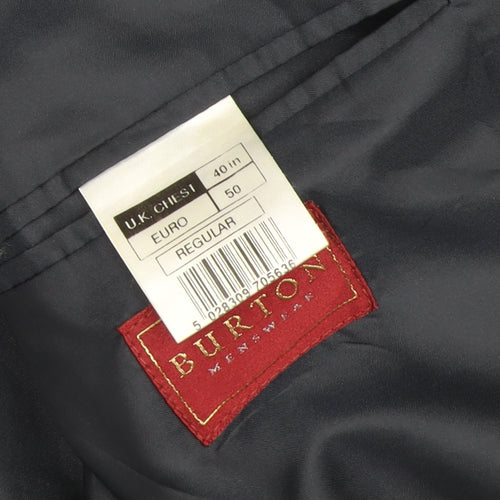 U.K. CHEST 40 in
EURO 50
REGULAR
5 028309 705636
BURTON
MENSWEAR